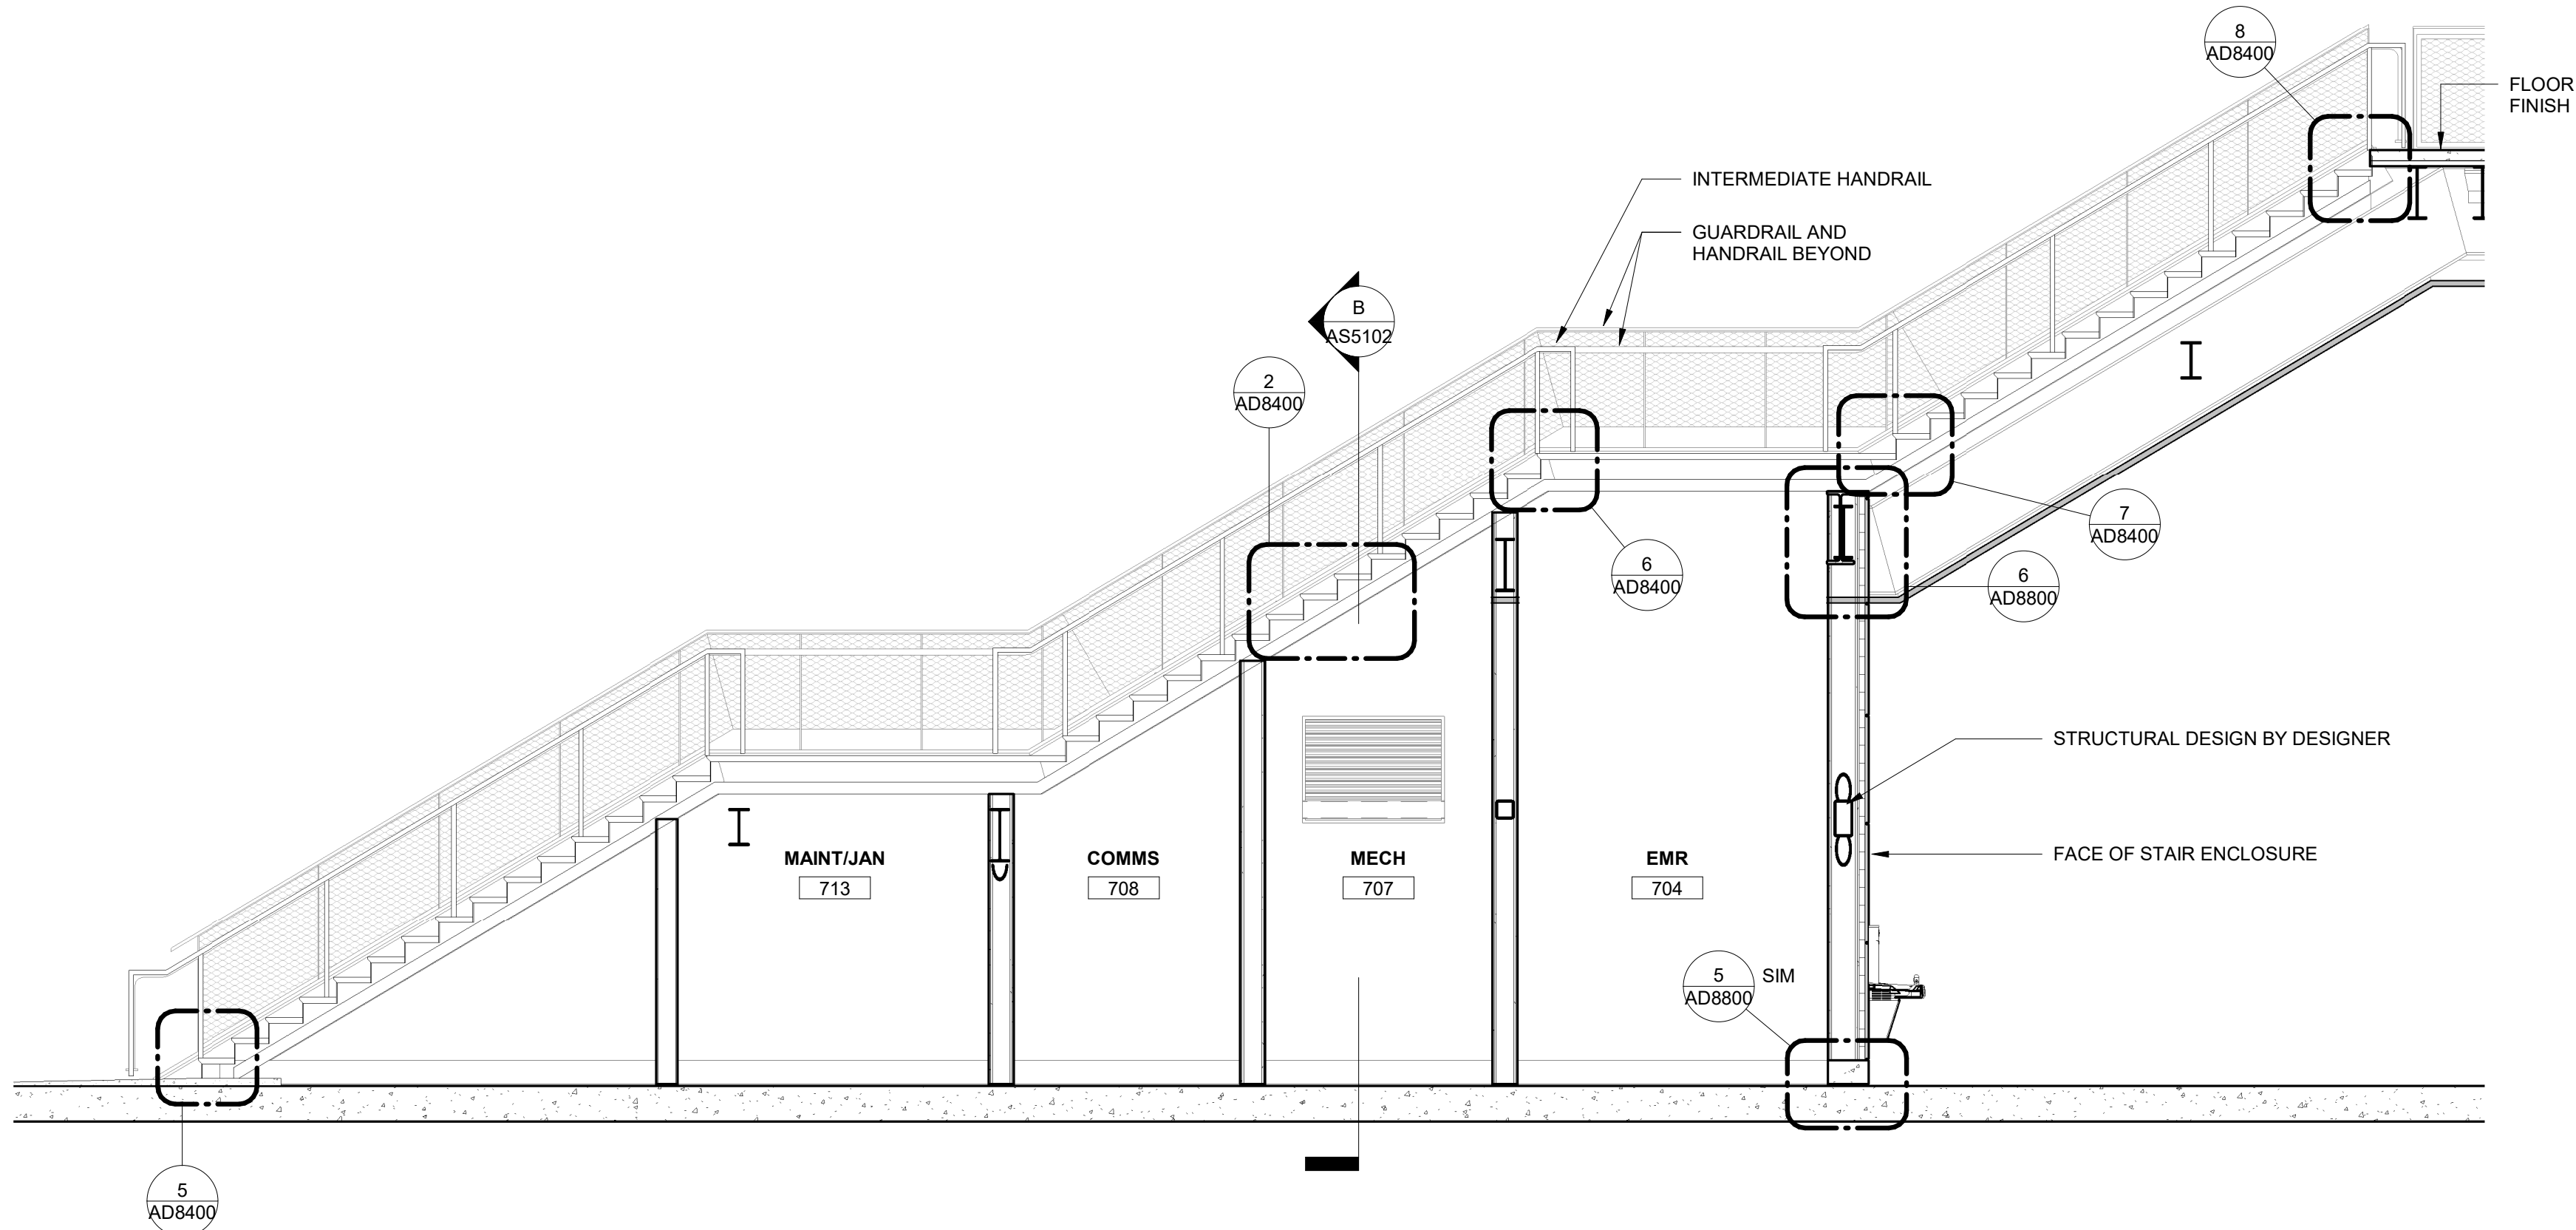 8
AD8400
FLOOR
FINISH
INTERMEDIATE HANDRAIL
GUARDRAIL AND
HANDRAIL BEYOND
B
AS5102
2
AD8400
7
AD8400
6
AD8400
6
AD8800
STRUCTURAL DESIGN BY DESIGNER
FACE OF STAIR ENCLOSURE
MAINT/JAN
713
COMMS
708
MECH
707
EMR
704
5
AD8800
SIM
5
AD8400